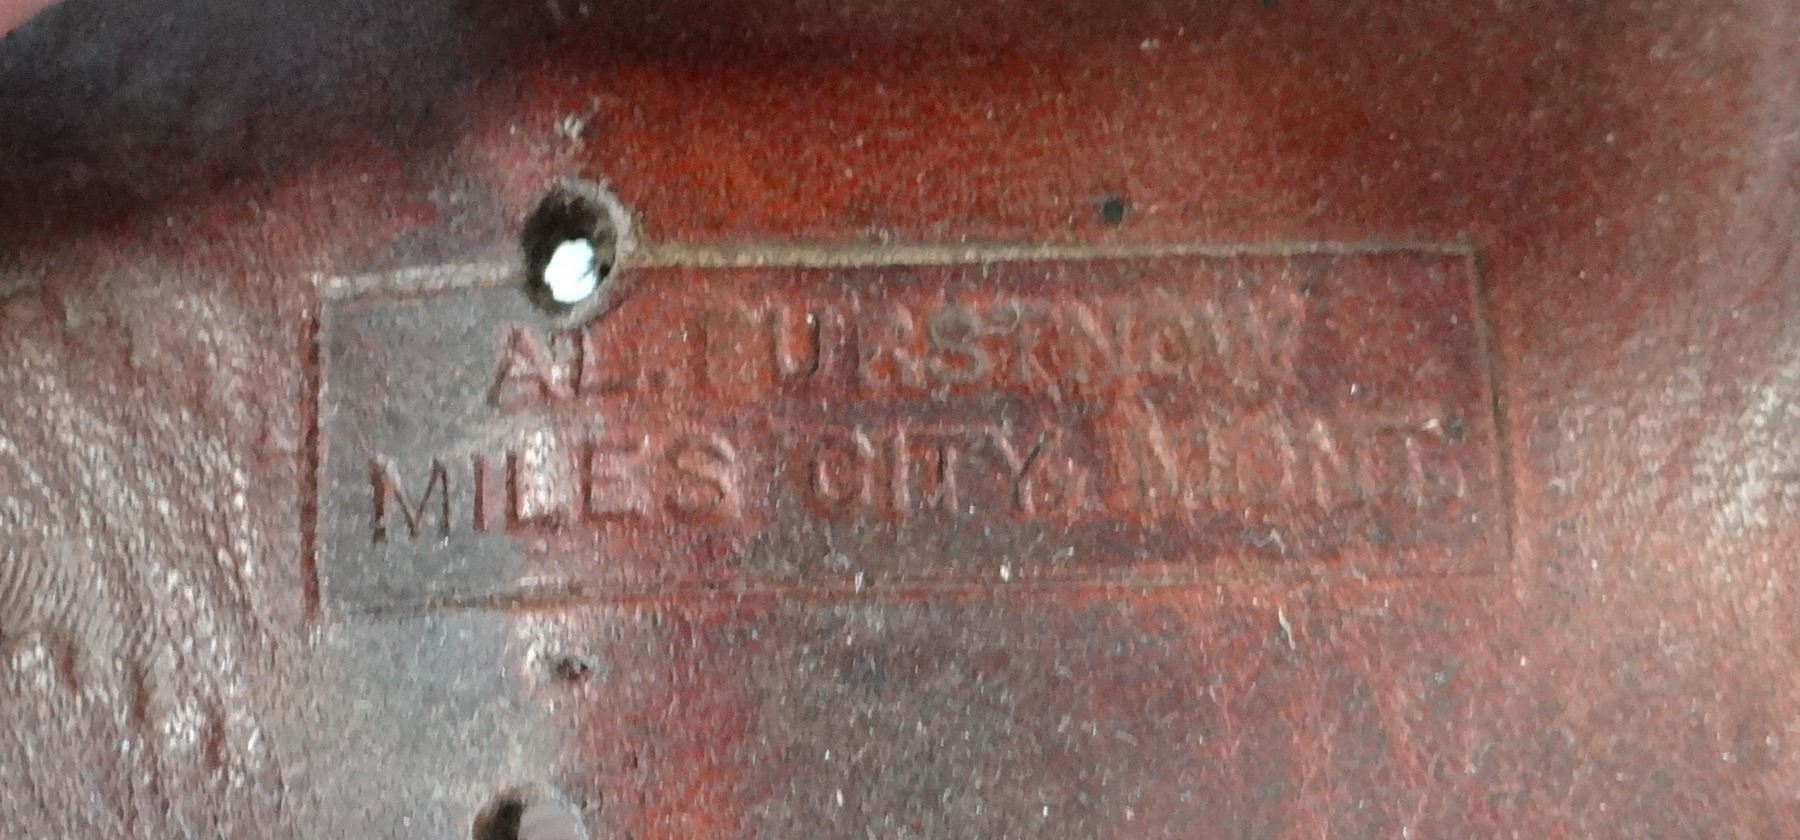 AL. FURSTNOW
MILES CITY, MONT.